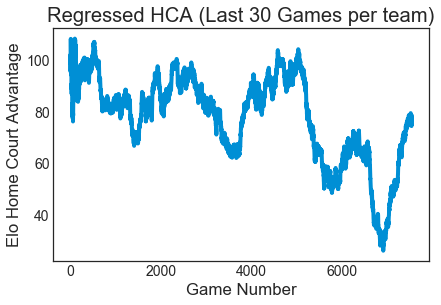 Regressed HCA (Last 30 Games per team)
Elo Home Court Advantage
100
80
60
40
0 2000 4000 6000
Game Number